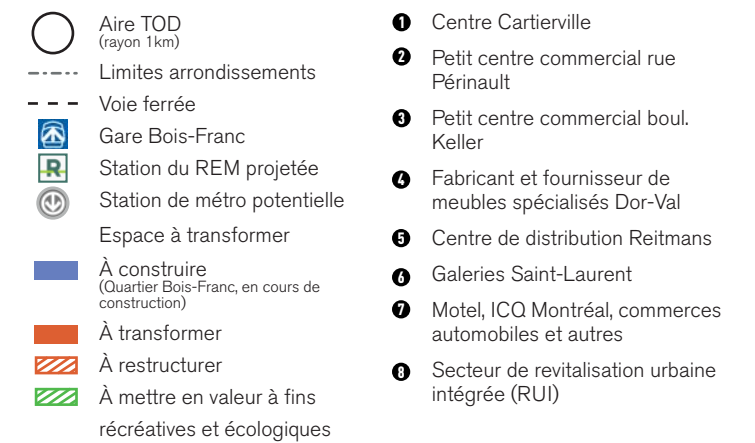 Aire TOD
(rayon 1km)
Limites arrondissements
Voie ferrée
Gare Bois-Franc
R
Station du REM projetée
Station de métro potentielle
Espace à transformer
À construire
(Quartier Bois-Franc, en cours de
construction)
À transformer
À restructurer
À mettre en valeur à fins
récréatives et écologiques
1 Centre Cartierville
2 Petit centre commercial rue
Périnault
3 Petit centre commercial boul.
Keller
4 Fabricant et fournisseur de
meubles spécialisés Dor-Val
5 Centre de distribution Reitmans
6 Galeries Saint-Laurent
7 Motel, ICQ Montréal, commerces
automobiles et autres
8 Secteur de revitalisation urbaine
intégrée (RUI)